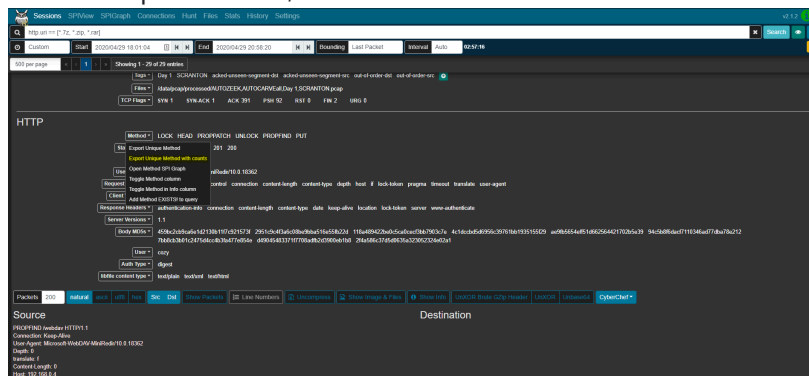 Sessions SPIView SPIGraph Connections Hunt Files Stats History Settings v2.1.2
http.uri == [*.7z, *.zip, *.rar] Search
Custom Start 2020/04/29 18:01:04 End 2020/04/29 20:58:20 Bounding Last Packet Interval Auto 02:57:16
500 per page 1 Showing 1 - 29 of 29 entries
Tags Day 1 SCRANTON acked-unseen-segment-dst acked-unseen-segment-src out-of-order-dst out-of-order-src
Files /data/pcap/processed/AUTOZEEK,AUTOCARVEall,Day 1,SCRANTON.pcap
TCP Flags SYN 1 SYN-ACK 1 ACK 391 PSH 92 RST 0 FIN 2 URG 0
HTTP
Method LOCK HEAD PROPPATCH UNLOCK PROPFIND PUT
Export Unique Method 201 200
Export Unique Method with counts
Open Method SPI Graph
Toggle Method column
Toggle Method in Info column
Add Method EXISTS! to query
connection content-length content-type depth host if lock-token pragma timeout translate user-agent
Response Headers authentication-info connection content-length content-type date keep-alive location lock-token server www-authenticate
Server Versions 1.1
Body MD5s
User cozy
Auth Type digest
libfile content type text/plain text/xml text/html
Packets 200 natural ascii utf8 hex Src Dst Show Packets Line Numbers Uncompress Show Image & Files Show Info UnXOR Brute GZip Header UnXOR Unbase64 CyberChef
Source Destination
PROPFIND /webdav HTTP/1.1
Connection: Keep-Alive
User-Agent: Microsoft-WebDAV-MiniRedir/10.0.18362
Depth: 0
translate: f
Content-Length: 0
Host: 192.168.0.4